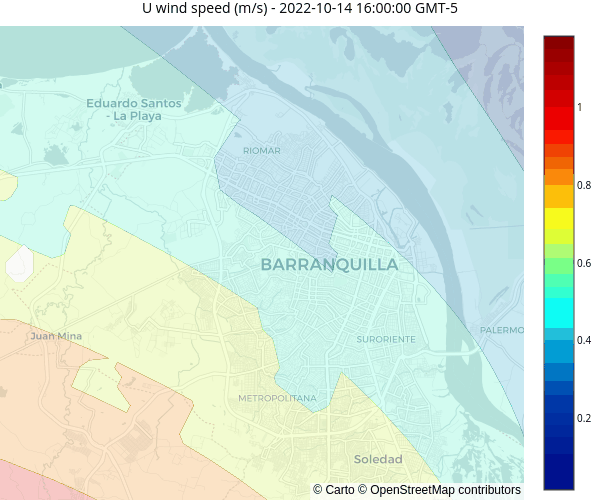 U wind speed (m/s) - 2022-10-14 16:00:00 GMT-5
Eduardo Santos
- La Playa
RIOMAR
BARRANQUILLA
PALERMO
Juan Mina
SURORIENTE
METROPOLITANA
Soledad
© Carto © OpenStreetMap contributors
1
0.8
0.6
0.4
0.2